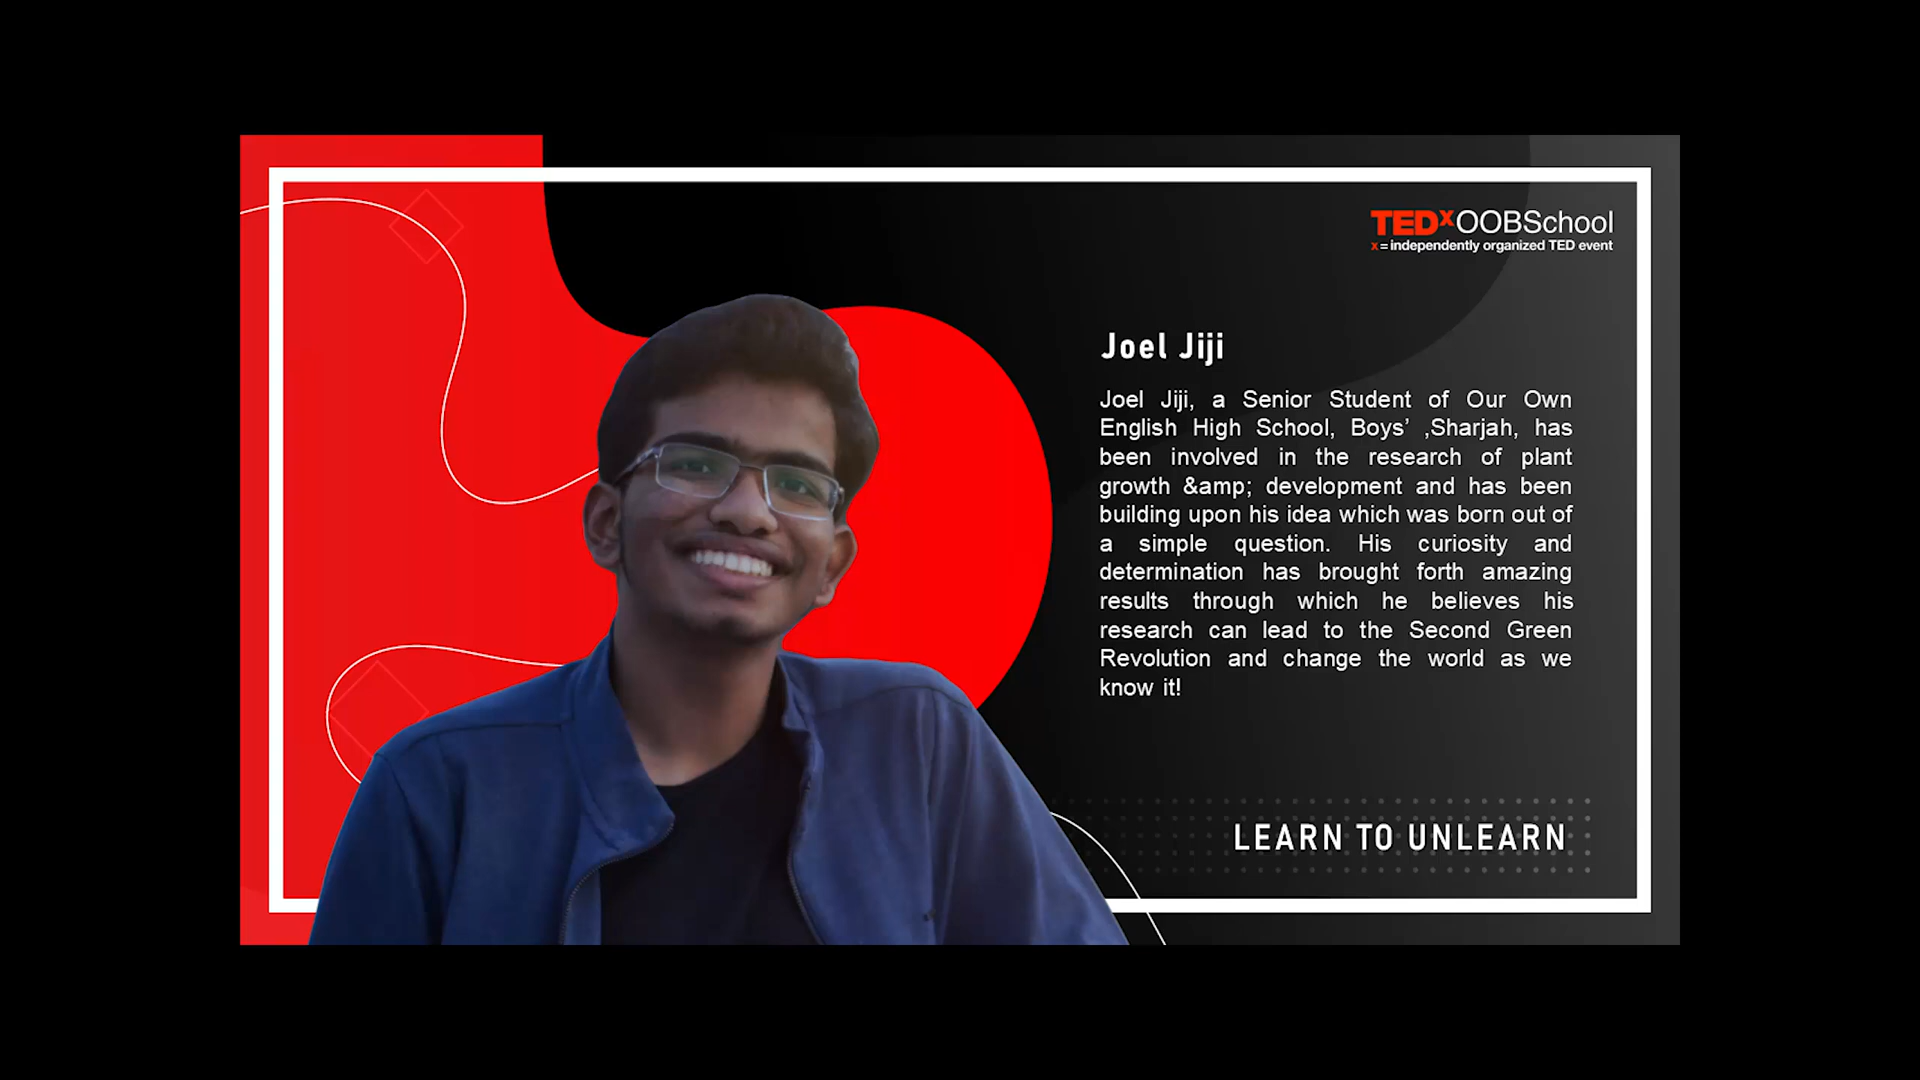 TEDxOOBSchool
x = independently organized TED event
Joel Jiji
Joel Jiji, a Senior Student of Our Own
English High School, Boys’ ,Sharjah, has
been involved in the research of plant
growth &amp; development and has been
building upon his idea which was born out of
a simple question. His curiosity and
determination has brought forth amazing
results through which he believes his
research can lead to the Second Green
Revolution and change the world as we
know it!
LEARN TO UNLEARN